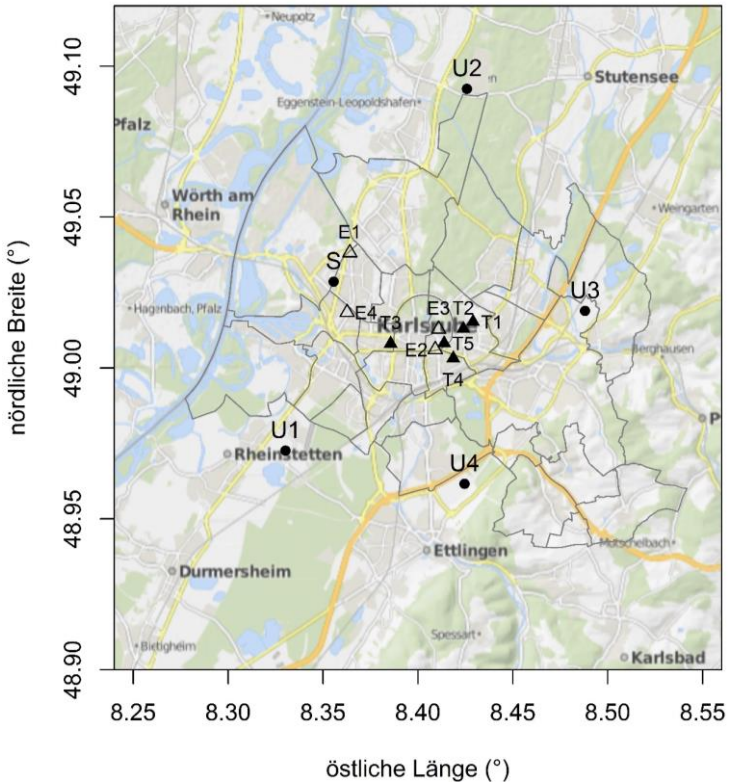 Neupotz
49.10
U2
Stutensee
Eggenstein-Leopoldshafen
Pfalz
Wörth am
Rhein
49.05
Weingarten
E1
S
Hagenbach, Pfalz
E4
T3
E3
T2
T1
Karlsruhe
U3
E2
T5
T4
Berghausen
49.00
nördliche Breite (°)
U1
Rheinstetten
U4
P
48.95
Ettlingen
Mutschelbach
Durmersheim
Bietigheim
Spessart
Karlsbad
48.90
8.25 8.30 8.35 8.40 8.45 8.50 8.55
östliche Länge (°)